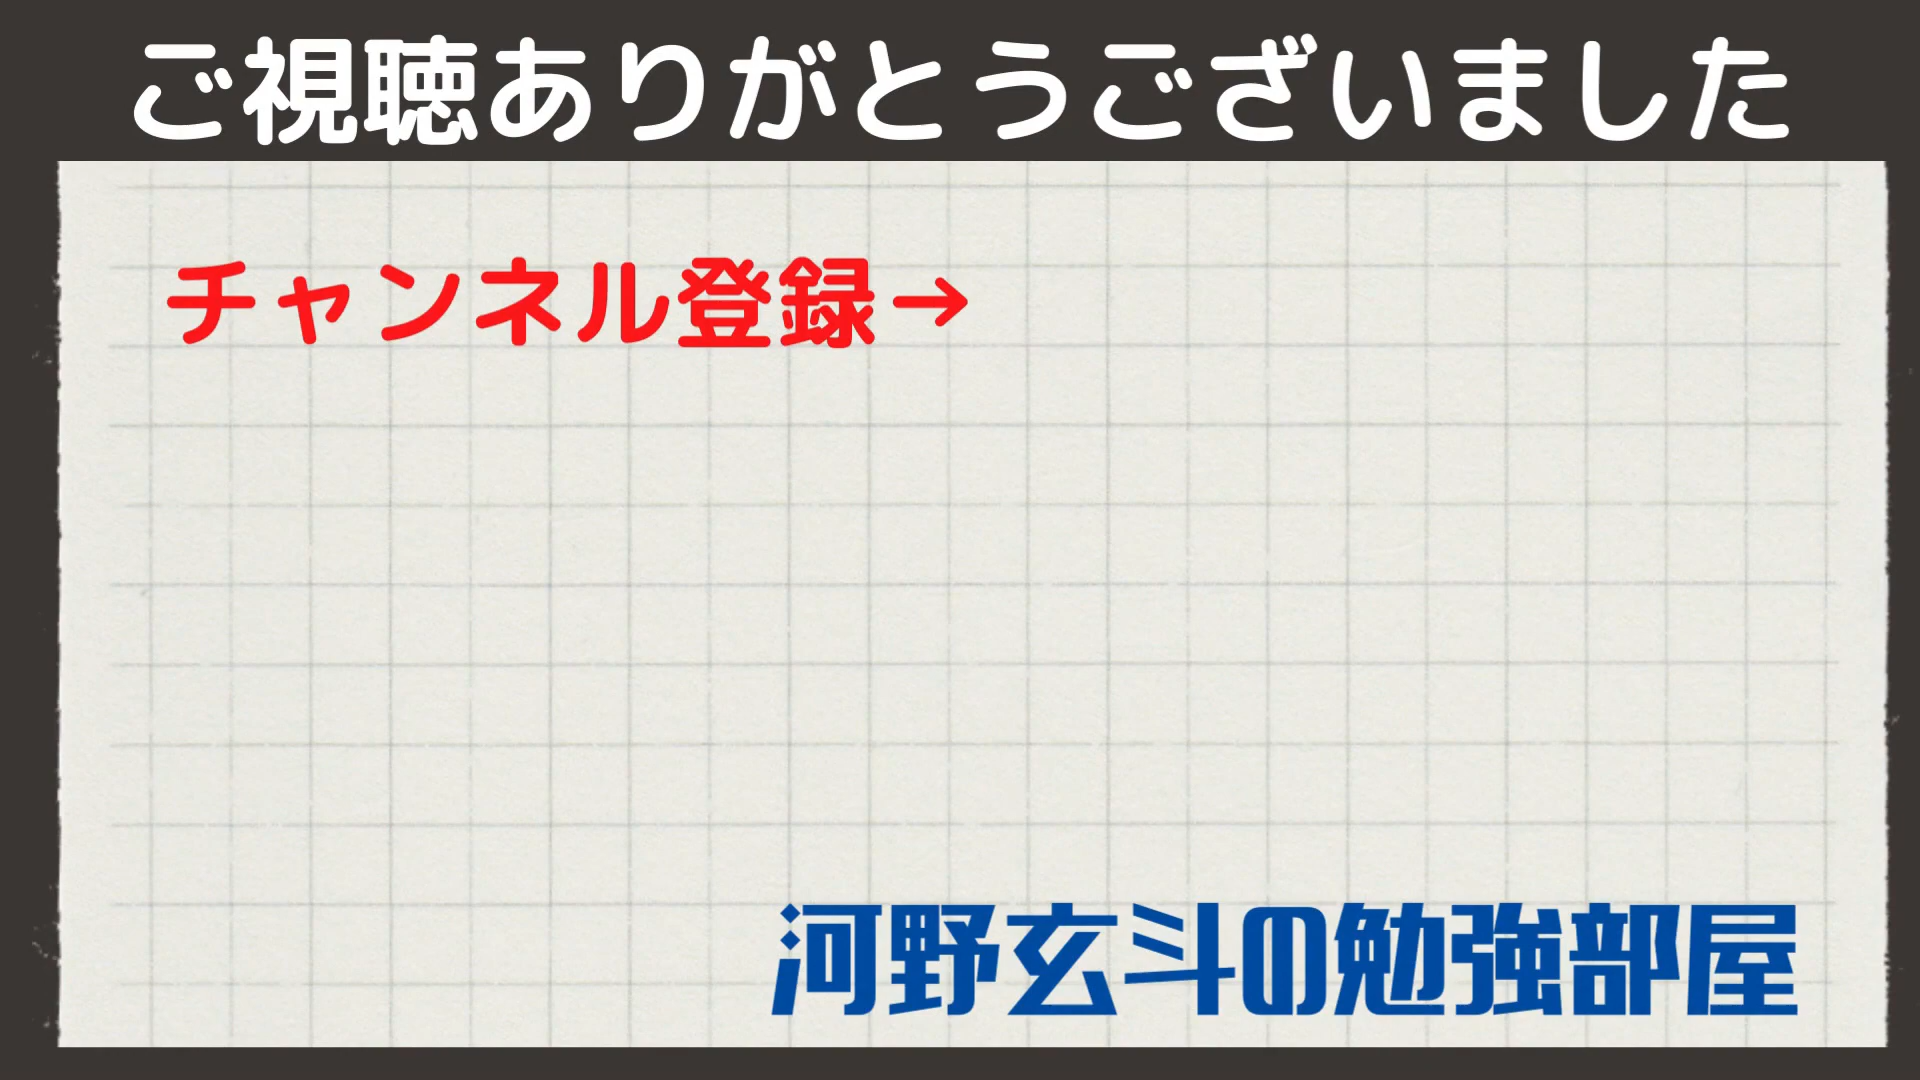 ご視聴ありがとうございました
チャンネル登録→
河野玄斗の勉強部屋